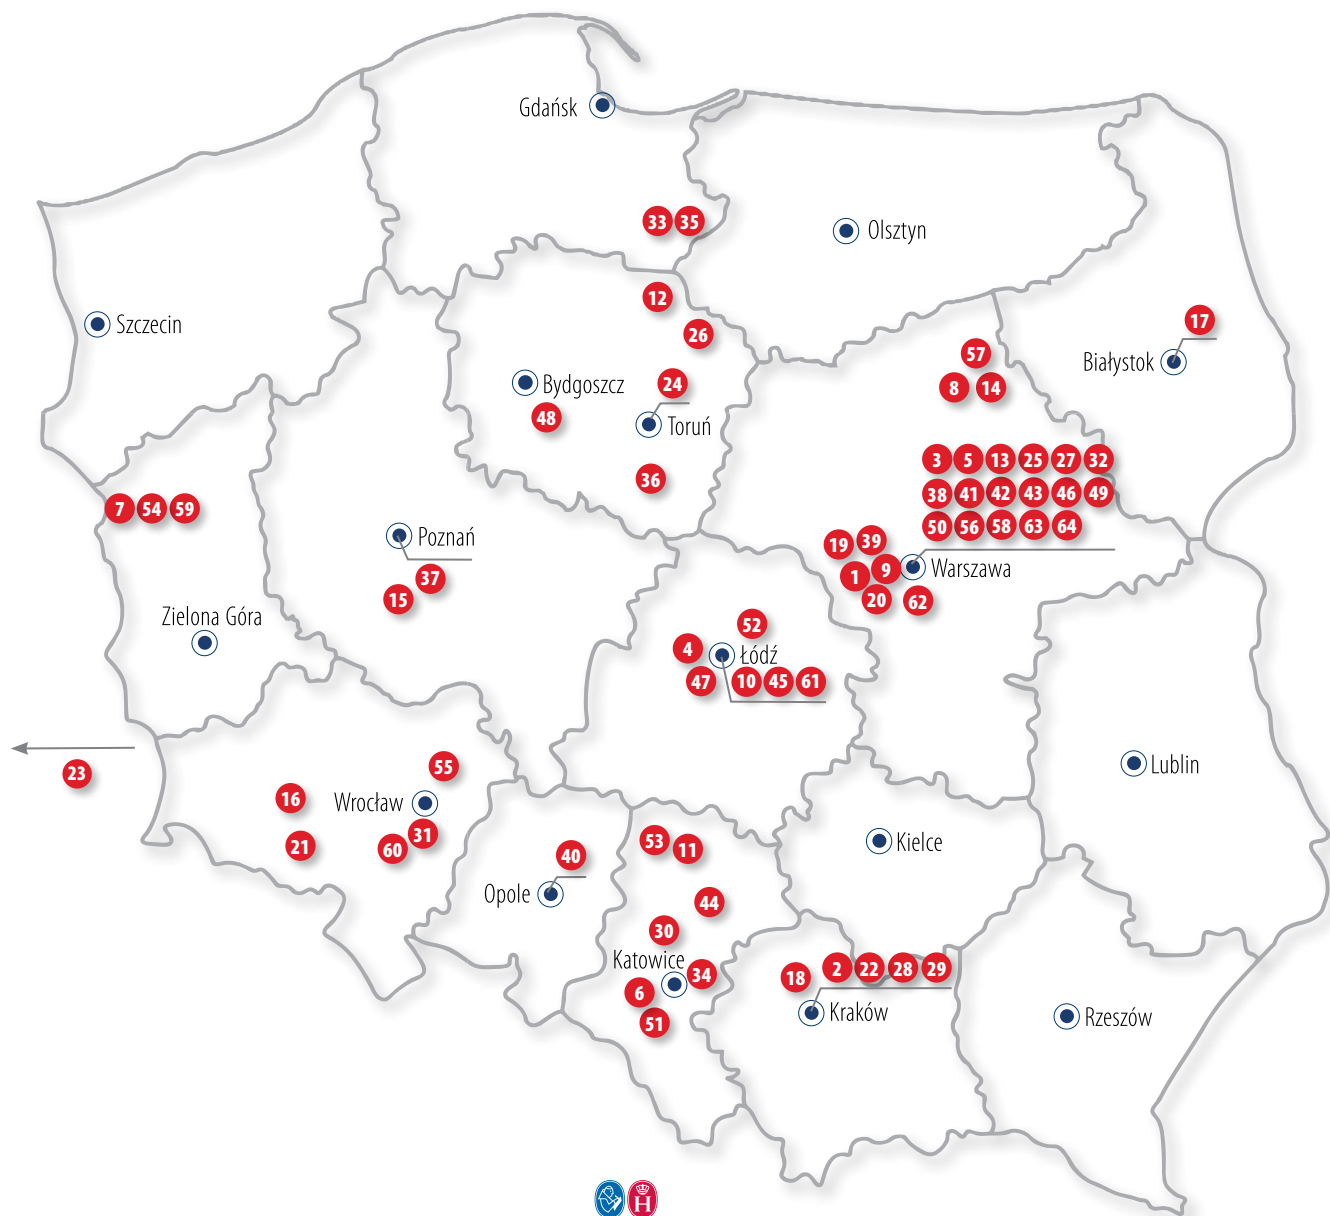 Gdańsk
33 35
Olsztyn
12
Szczecin
26
17
57
Białystok
Bydgoszcz
24
8 14
48
Toruń
3 5 13 25 27 32
36
38 41 42 43 46 49
7 54 59
50 56 58 63 64
Poznań
19 39
37
1 9
Warszawa
15
20 62
Zielona Góra
52
4
Łódź
47
10 45 61
23
55
Lublin
16
Wrocław
31
21
60
53 11
Kielce
40
Opole
44
30
Katowice
34
18
2 22 28 29
6
Kraków
Rzeszów
51
H